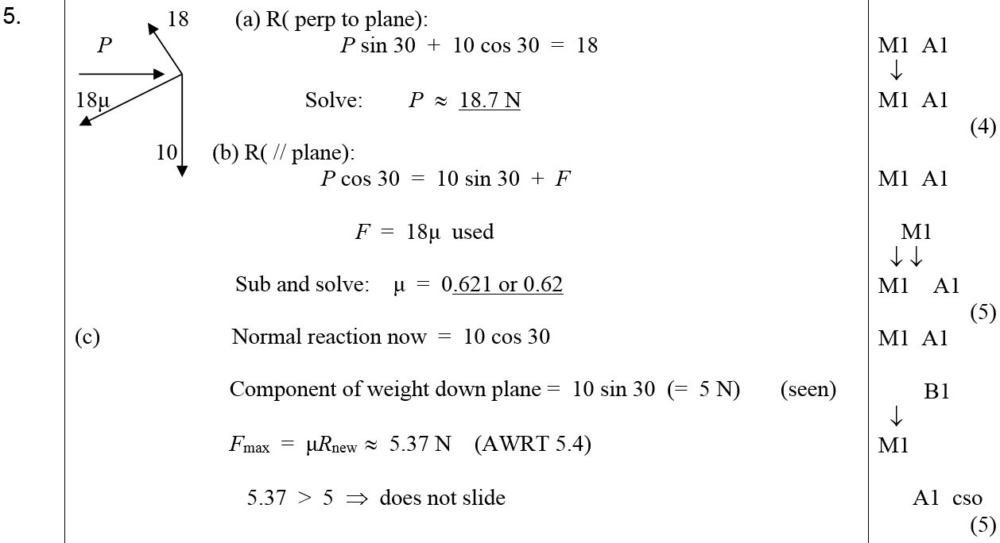 5.
18 (a) R( perp to plane):
P P sin 30 + 10 cos 30 = 18 M1 A1
↓
18μ Solve: P ≈ 18.7 N M1 A1
(4)
10 (b) R( // plane):
P cos 30 = 10 sin 30 + F M1 A1
F = 18μ used M1
↓↓
Sub and solve: μ = 0.621 or 0.62 M1 A1
(5)
(c) Normal reaction now = 10 cos 30 M1 A1
Component of weight down plane = 10 sin 30 (= 5 N) (seen) B1
↓
Fmax = μRnew ≈ 5.37 N (AWRT 5.4) M1
5.37 > 5 ⇒ does not slide A1 cso
(5)